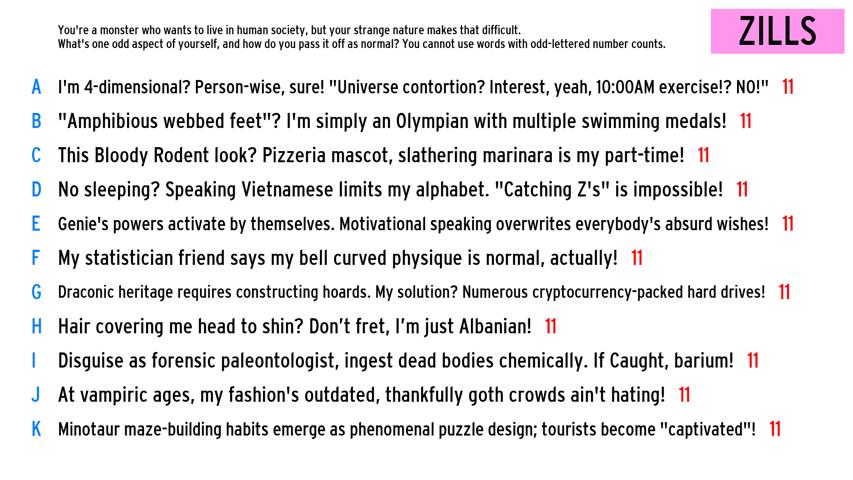 You're a monster who wants to live in human society, but your strange nature makes that difficult.
What's one odd aspect of yourself, and how do you pass it off as normal? You cannot use words with odd-lettered number counts.
ZILLS
A I'm 4-dimensional? Person-wise, sure! "Universe contortion? Interest, yeah, 10:00AM exercise!? NO!" 11
B "Amphibious webbed feet"? I'm simply an Olympian with multiple swimming medals! 11
C This Bloody Rodent look? Pizzeria mascot, slathering marinara is my part-time! 11
D No sleeping? Speaking Vietnamese limits my alphabet. "Catching Z's" is impossible! 11
E Genie's powers activate by themselves. Motivational speaking overwrites everybody's absurd wishes! 11
F My statistician friend says my bell curved physique is normal, actually! 11
G Draconic heritage requires constructing hoards. My solution? Numerous cryptocurrency-packed hard drives! 11
H Hair covering me head to shin? Don’t fret, I’m just Albanian! 11
I Disguise as forensic paleontologist, ingest dead bodies chemically. If Caught, barium! 11
J At vampiric ages, my fashion's outdated, thankfully goth crowds ain't hating! 11
K Minotaur maze-building habits emerge as phenomenal puzzle design; tourists become "captivated"! 11